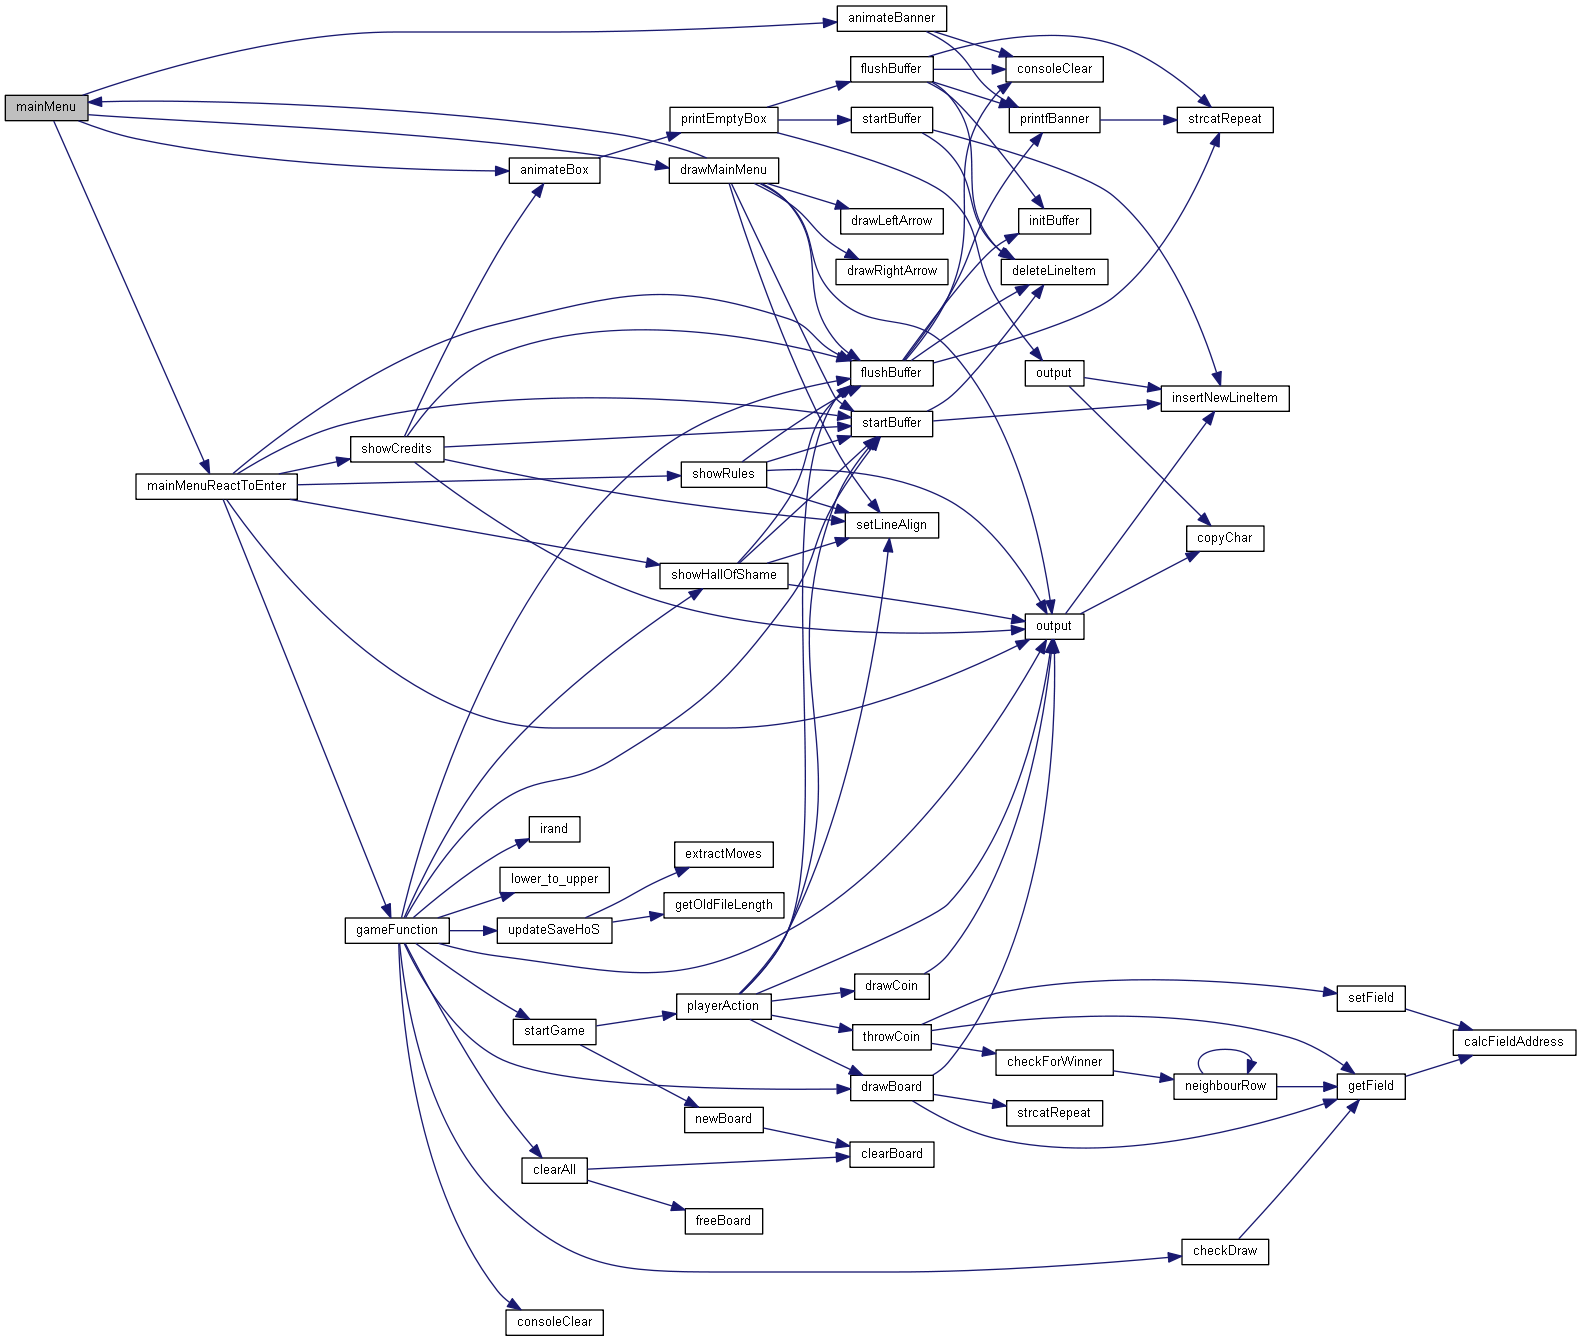 animateBanner
flushBuffer
consoleClear
mainMenu
printEmptyBox
startBuffer
printfBanner
strcatRepeat
animateBox
drawMainMenu
drawLeftArrow
initBuffer
drawRightArrow
deleteLineItem
flushBuffer
output
insertNewLineItem
startBuffer
showCredits
showRules
mainMenuReactToEnter
setLineAlign
copyChar
showHallOfShame
output
irand
extractMoves
lower_to_upper
getOldFileLength
gameFunction
updateSaveHoS
drawCoin
setField
playerAction
startGame
throwCoin
calcFieldAddress
checkForWinner
drawBoard
neighbourRow
getField
newBoard
strcatRepeat
clearBoard
clearAll
freeBoard
checkDraw
consoleClear